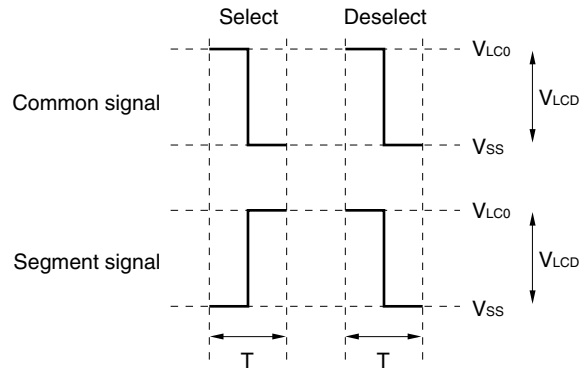 Select Deselect
VLC0
Common signal
VLCD
VSS
VLC0
Segment signal
VLCD
VSS
T T